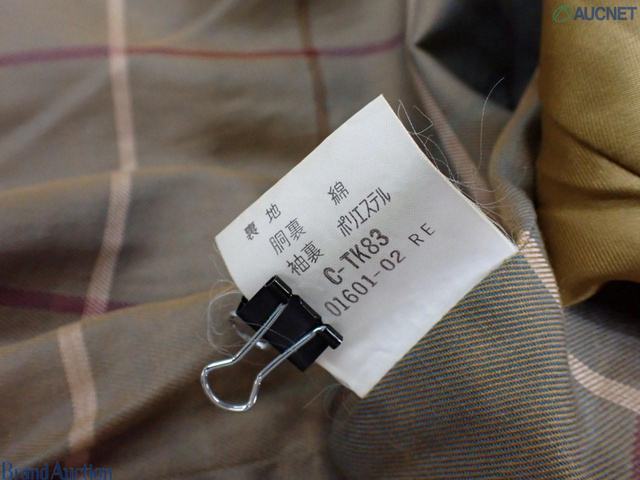 AUCNET
表地 綿
胴裏
袖裏 ポリエステル
C-TK83
01601-02 RE
Brand Auction